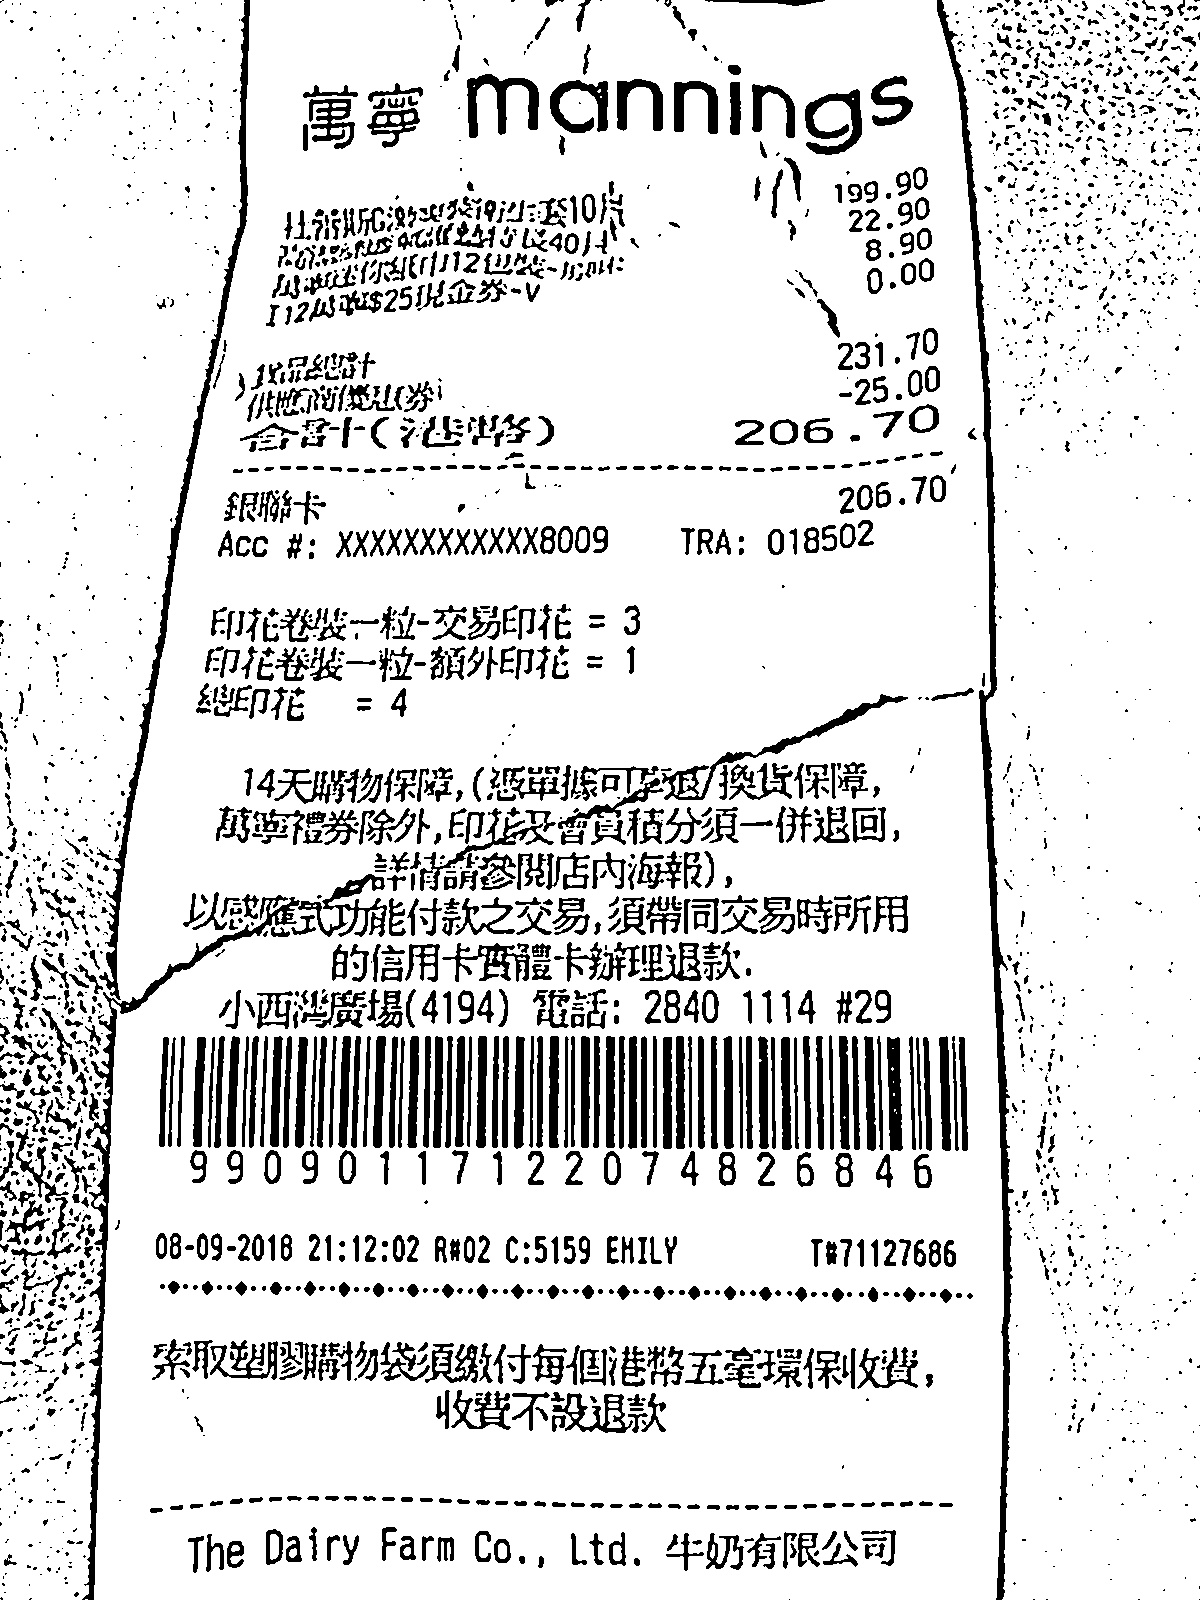 萬寧 mannings
10片 199.90
40片 22.90
12包裝- 8.90
I12萬寧$25現金券-V 0.00
貨品總計 231.70
供應商優惠券 -25.00
合計(港幣) 206.70
銀聯卡 206.70
Acc #: XXXXXXXXXXXX8009 TRA: 018502
印花卷裝一粒-交易印花 = 3
印花卷裝一粒-額外印花 = 1
總印花 = 4
14天購物保障,(憑單據可享退/換貨保障,
萬寧禮券除外,印花及會員積分須一併退回,
詳情請參閱店內海報),
以感應式功能付款之交易,須帶同交易時所用
的信用卡實體卡辦理退款.
小西灣廣場(4194) 電話: 2840 1114 #29
99090117122074826846
08-09-2018 21:12:02 R#02 C:5159 EMILY T#71127686
索取塑膠購物袋須繳付每個港幣五毫環保收費,
收費不設退款
The Dairy Farm Co., Ltd. 牛奶有限公司